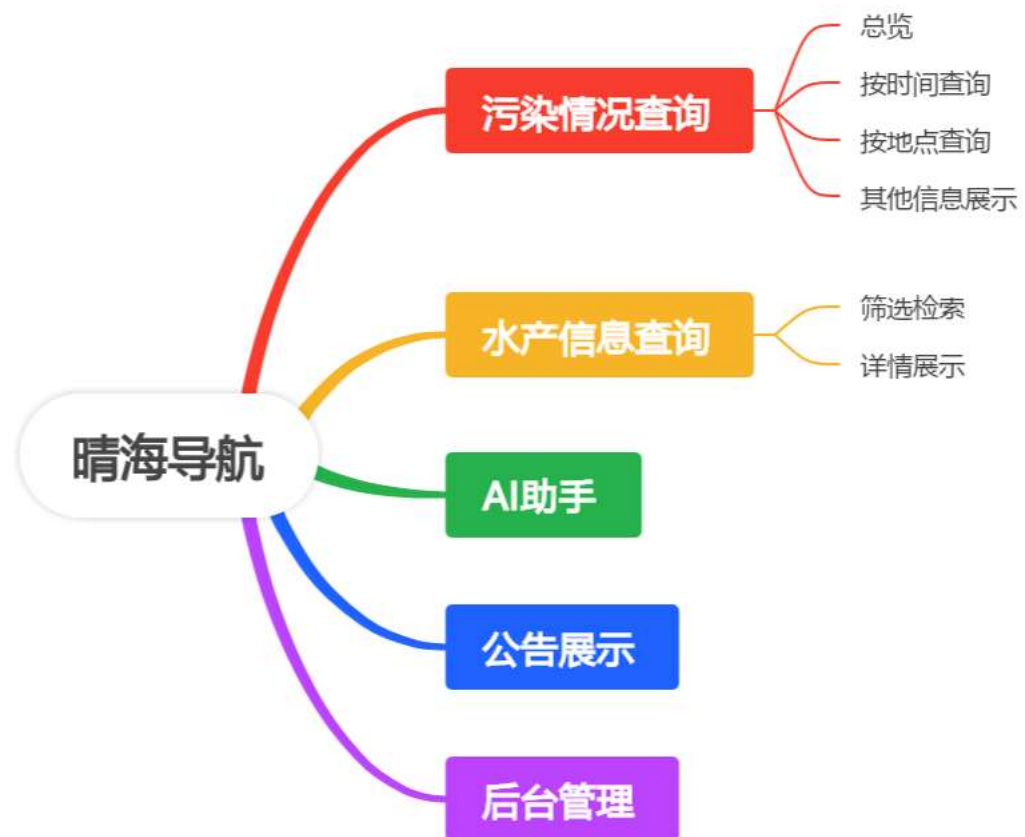 晴海导航
污染情况查询
总览
按时间查询
按地点查询
其他信息展示
水产信息查询
筛选检索
详情展示
AI助手
公告展示
后台管理